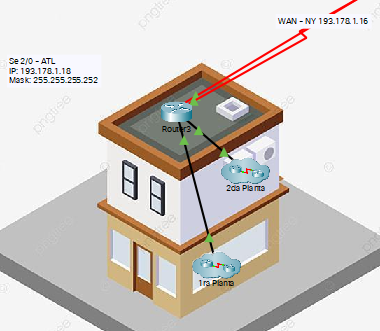 WAN - NY 193.178.1.16
Se 2/0 - ATL
IP: 193.178.1.18
Mask: 255.255.255.252
Router3
2da Planta
1ra Planta
pngtree